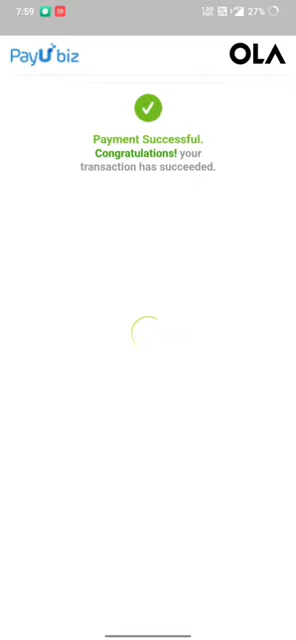 7:59
27%
PayU biz
OLA
Payment Successful.
Congratulations! your
transaction has succeeded.